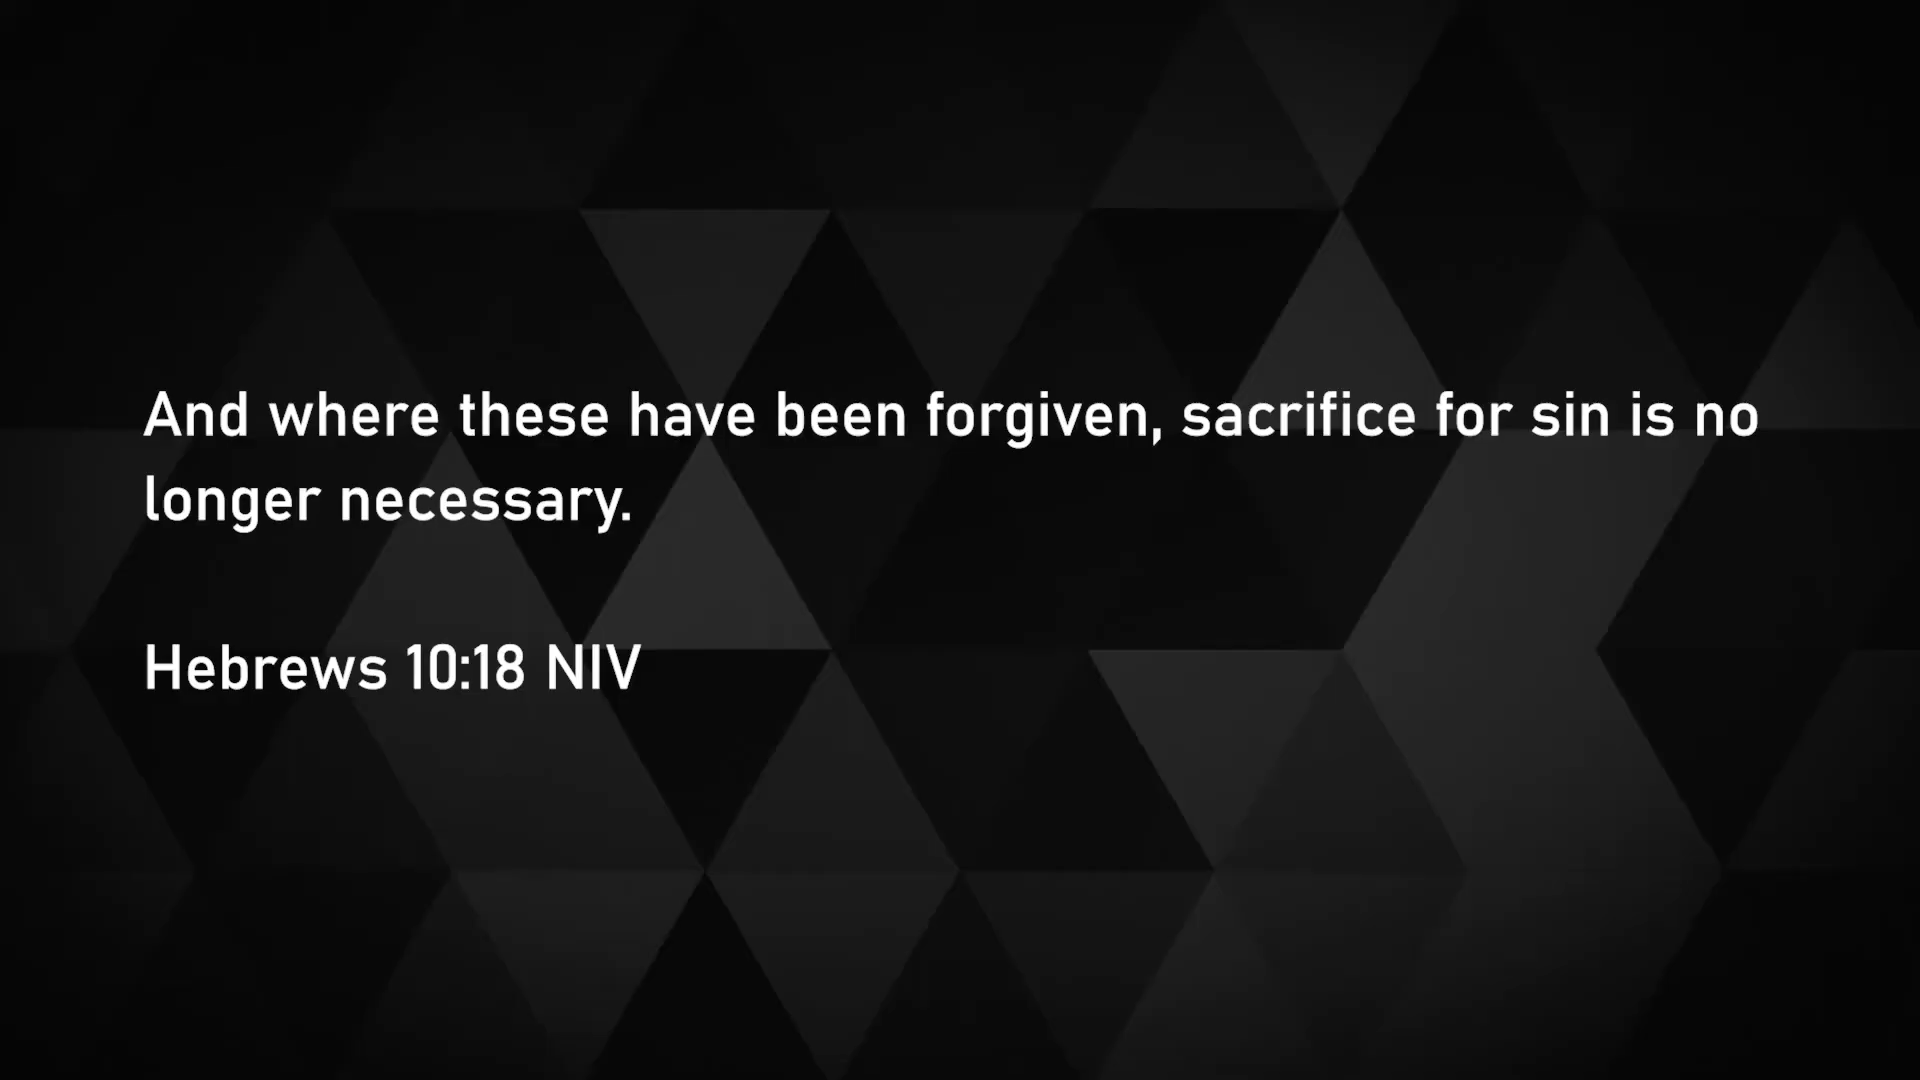 And where these have been forgiven, sacrifice for sin is no
longer necessary.
Hebrews 10:18 NIV